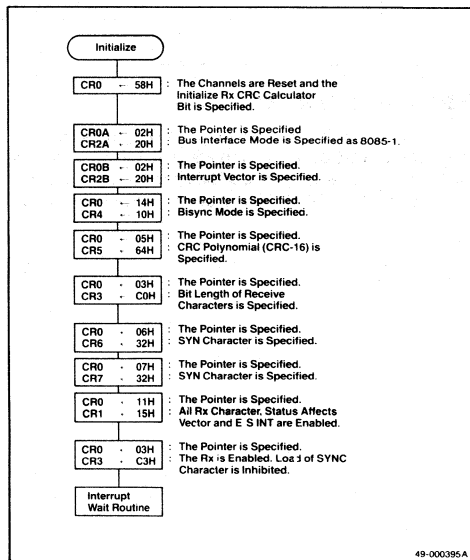 Initialize
CR0 ← 58H : The Channels are Reset and the
Initialize Rx CRC Calculator
Bit is Specified.
CR0A ← 02H : The Pointer is Specified
CR2A ← 20H : Bus Interface Mode is Specified as 8085-1.
CR0B ← 02H : The Pointer is Specified.
CR2B ← 20H : Interrupt Vector is Specified.
CR0 ← 14H : The Pointer is Specified.
CR4 ← 10H : Bisync Mode is Specified.
CR0 · 05H : The Pointer is Specified.
CR5 · 64H : CRC Polynomial (CRC-16) is
Specified.
CR0 · 03H : The Pointer is Specified.
CR3 · C0H : Bit Length of Receive
Characters is Specified.
CR0 · 06H : The Pointer is Specified.
CR6 · 32H : SYN Character is Specified.
CR0 · 07H : The Pointer is Specified.
CR7 · 32H : SYN Character is Specified.
CR0 · 11H : The Pointer is Specified.
CR1 · 15H : All Rx Character, Status Affects
Vector and E S INT are Enabled.
CR0 · 03H : The Pointer is Specified.
CR3 · C3H : The Rx is Enabled. Load of SYNC
Character is Inhibited.
Interrupt
Wait Routine
49-000395A